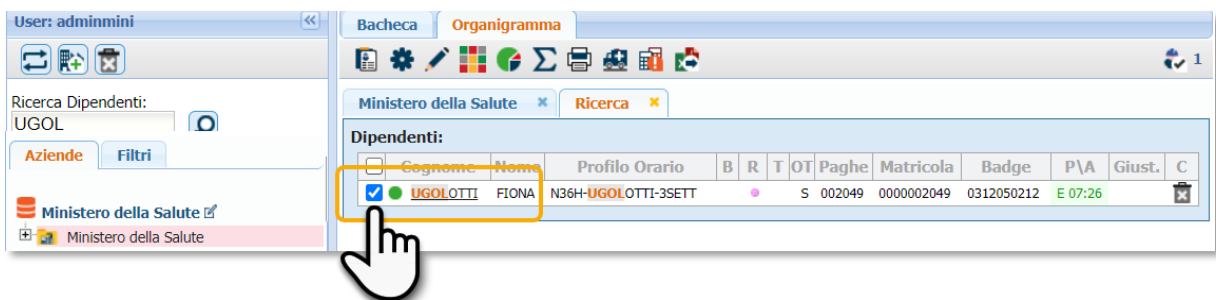 User: adminmini
Ricerca Dipendenti:
UGOL
Aziende Filtri
Ministero della Salute
Ministero della Salute
Bacheca Organigramma
1
Ministero della Salute Ricerca
Dipendenti:
Cognome Nome Profilo Orario B R T OT Paghe Matricola Badge P\A Giust. C
UGOLOTTI FIONA N36H-UGOLOTTI-3SETT S 002049 0000002049 0312050212 E 07:26